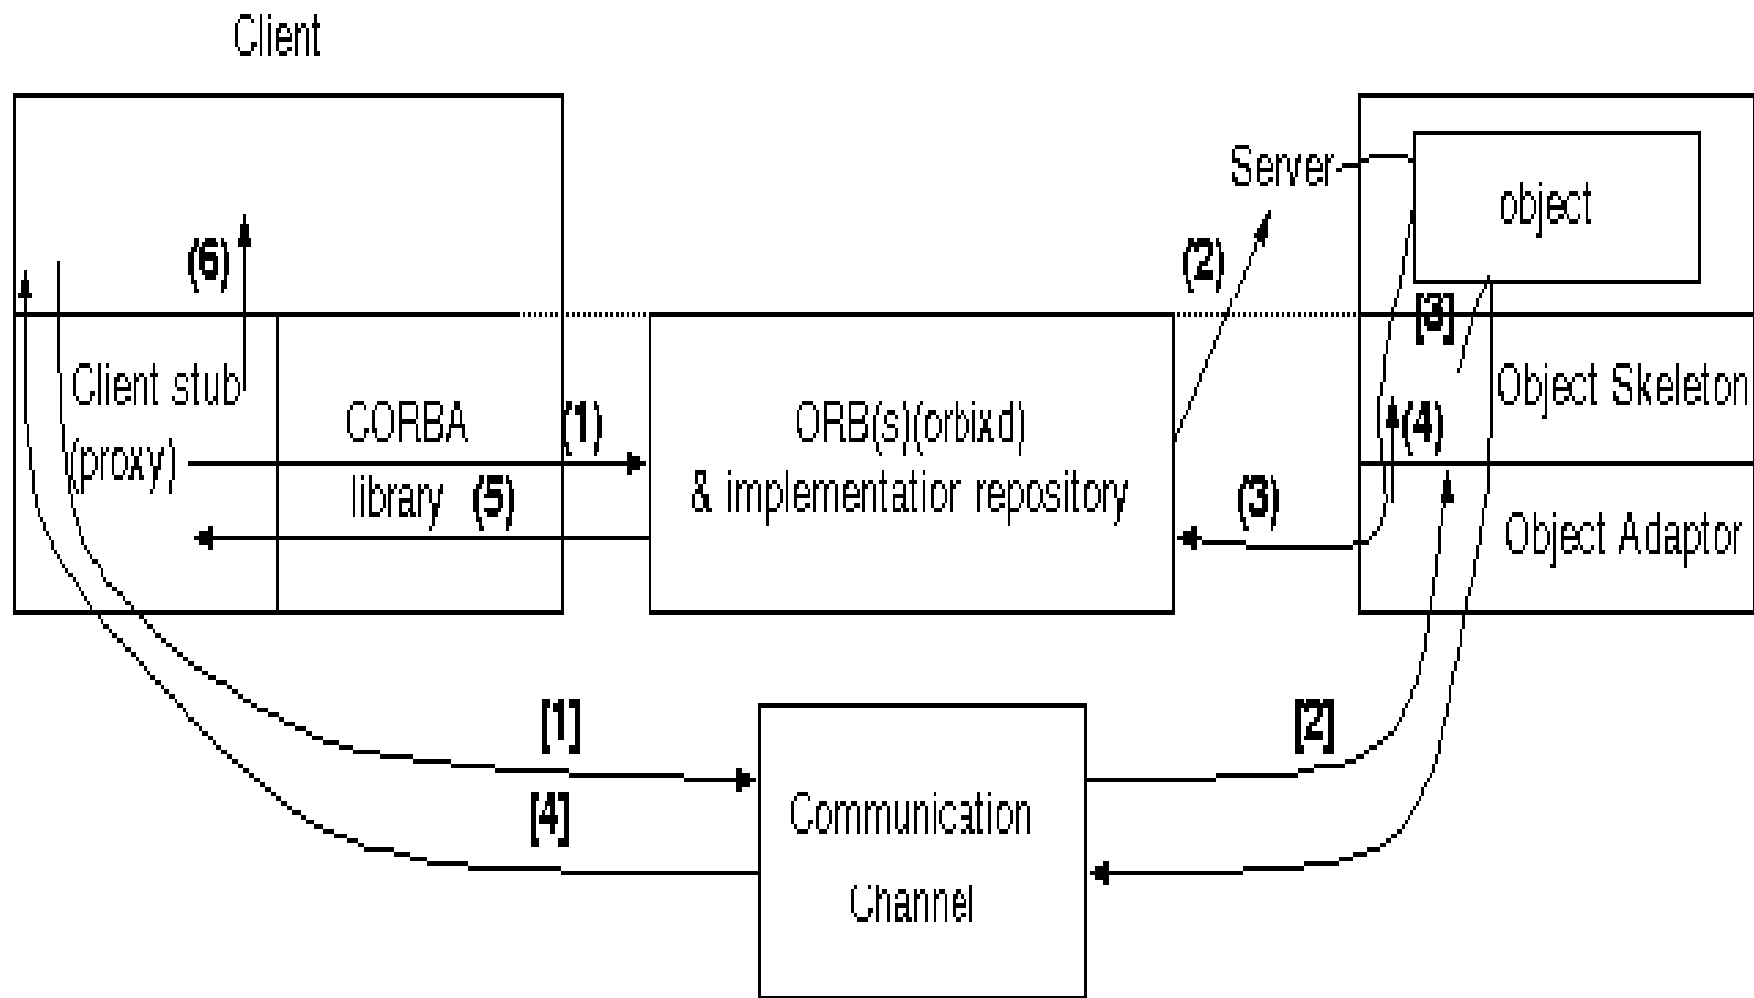 Client
Server
object
(6)
(2)
[3]
Client stub
(proxy)
CORBA
library
(1)
(5)
ORB(s)(orbixd)
& implementatior repository
(3)
(4)
Object Skeleton
Object Adaptor
[1]
[2]
[4]
Communication
Channel